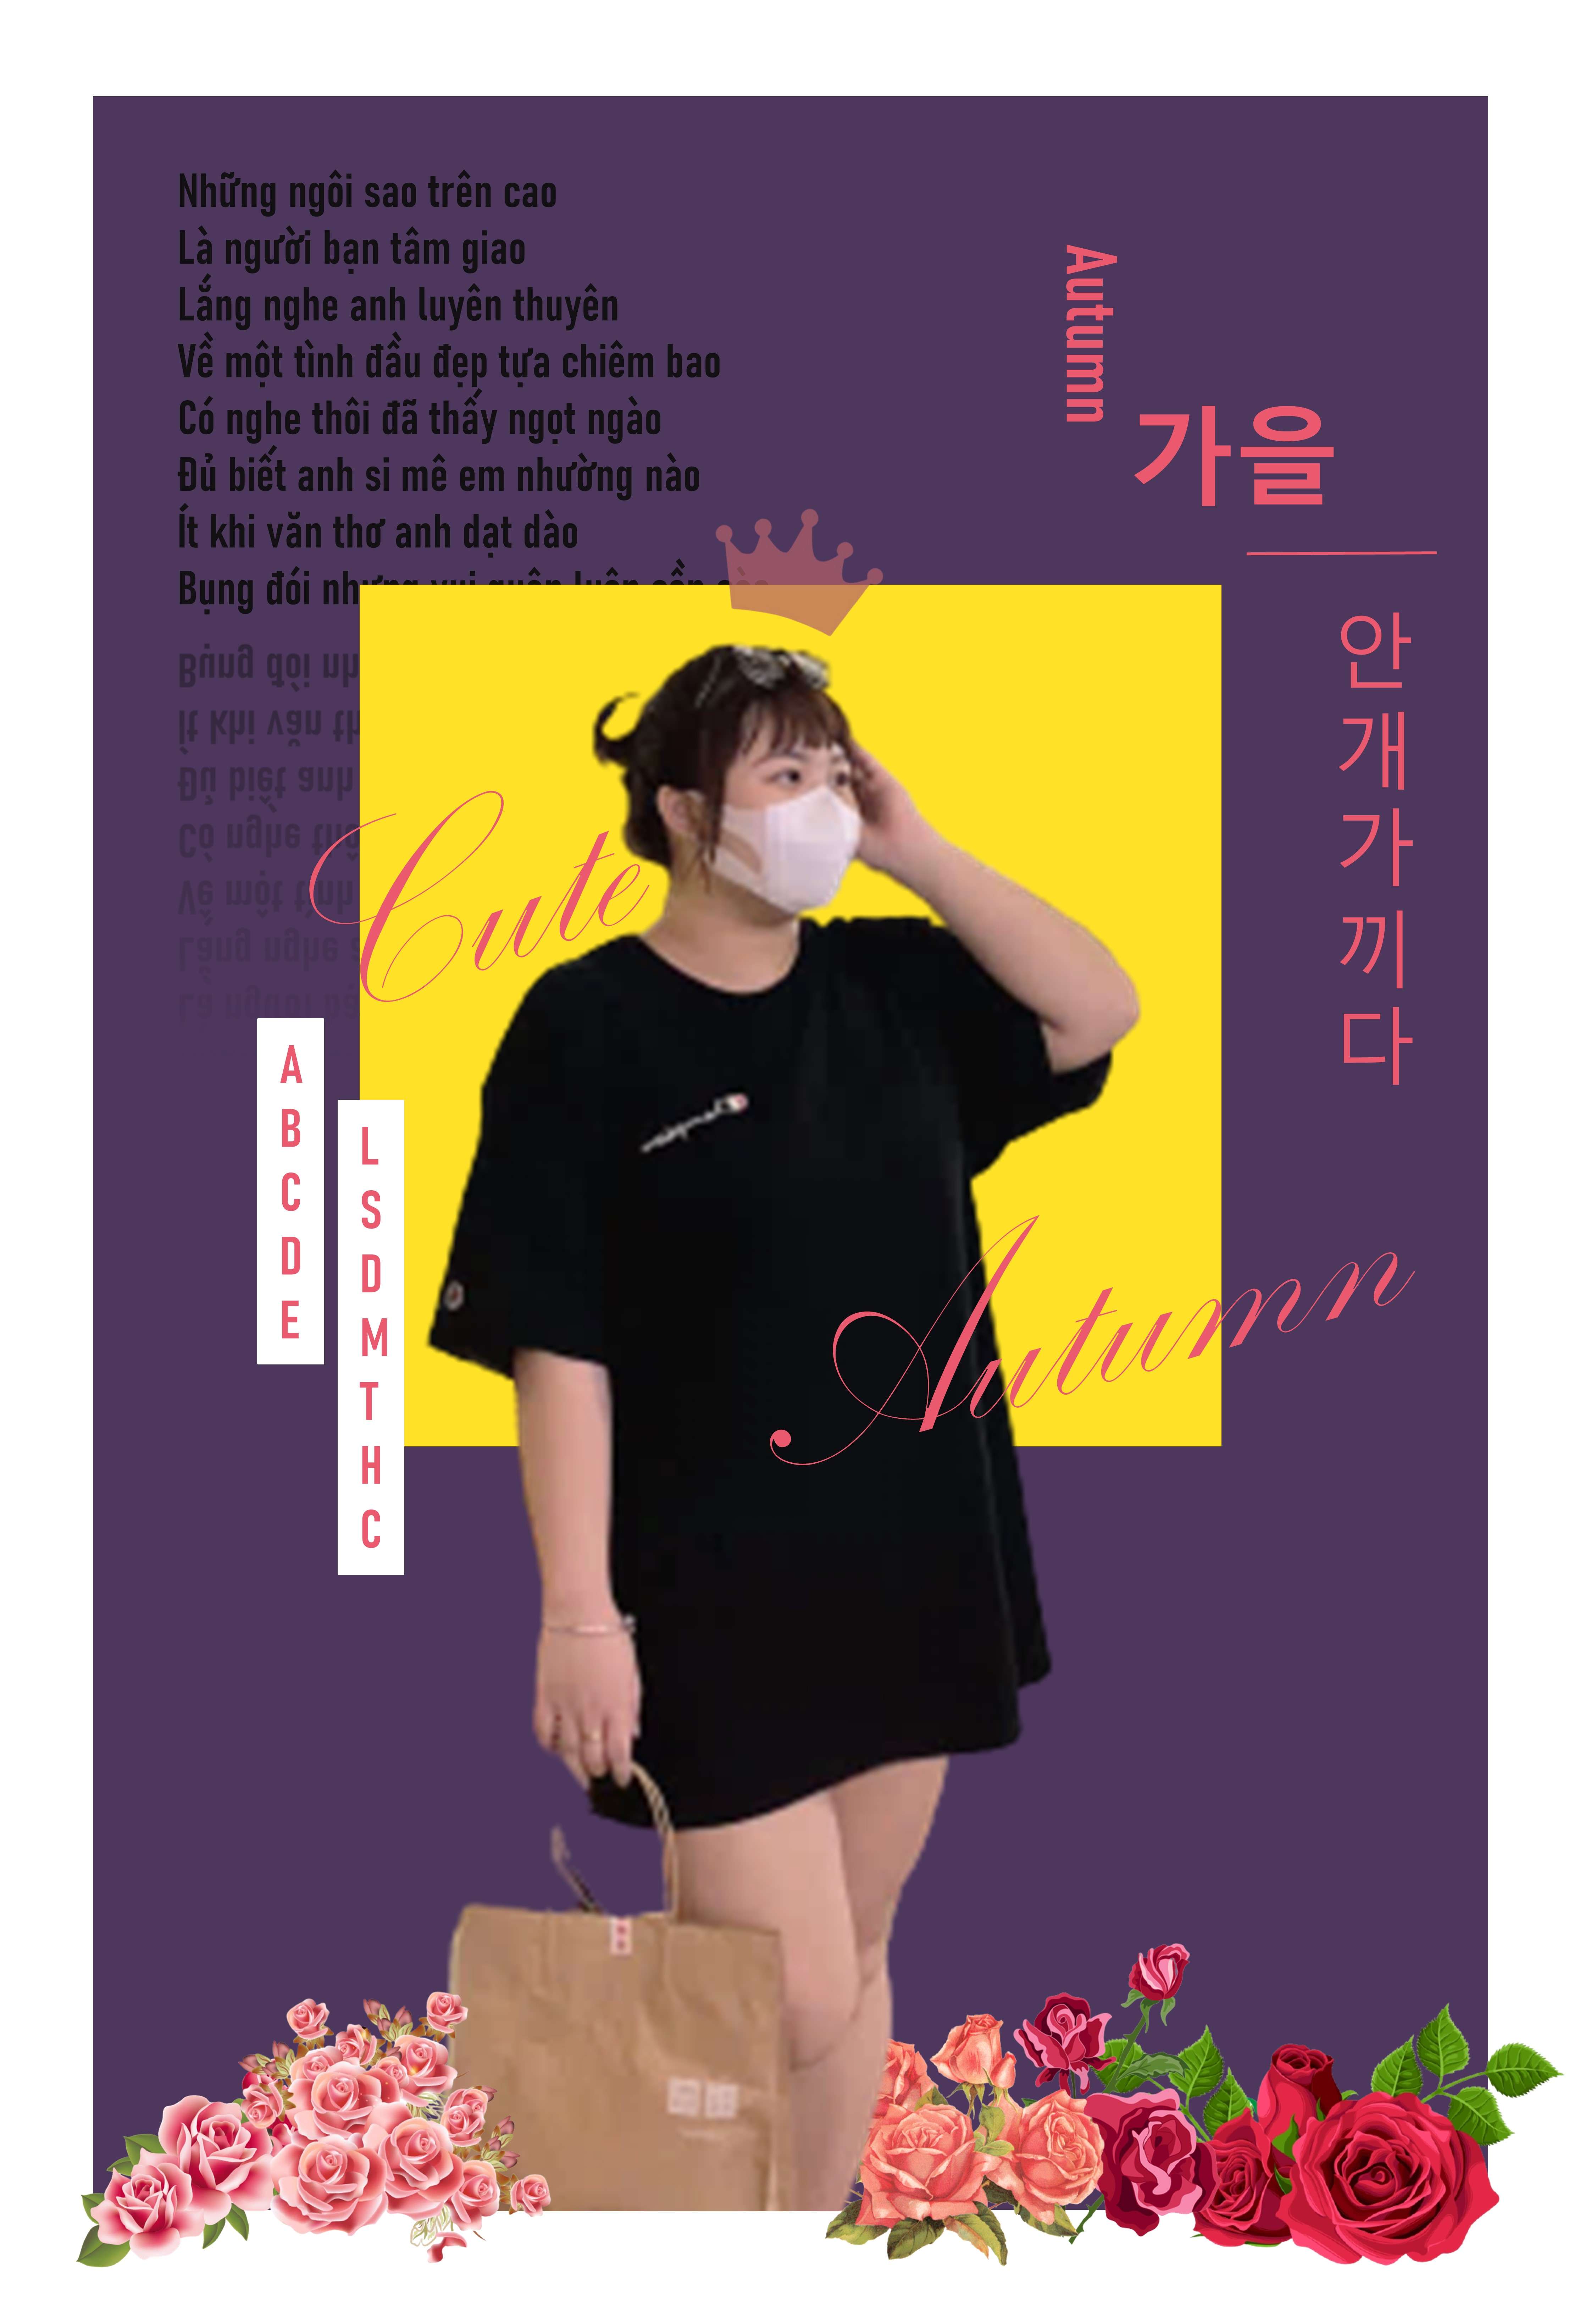 Những ngôi sao trên cao
Là người bạn tâm giao
Lắng nghe anh luyên thuyên
Về một tình đầu đẹp tựa chiêm bao
Có nghe thôi đã thấy ngọt ngào
Đủ biết anh si mê em nhường nào
Ít khi văn thơ anh dạt dào
Bụng đói
Autumn
가을
안개가끼다
Cute
A
B
C
D
E
L
S
D
M
T
H
C
Autumn